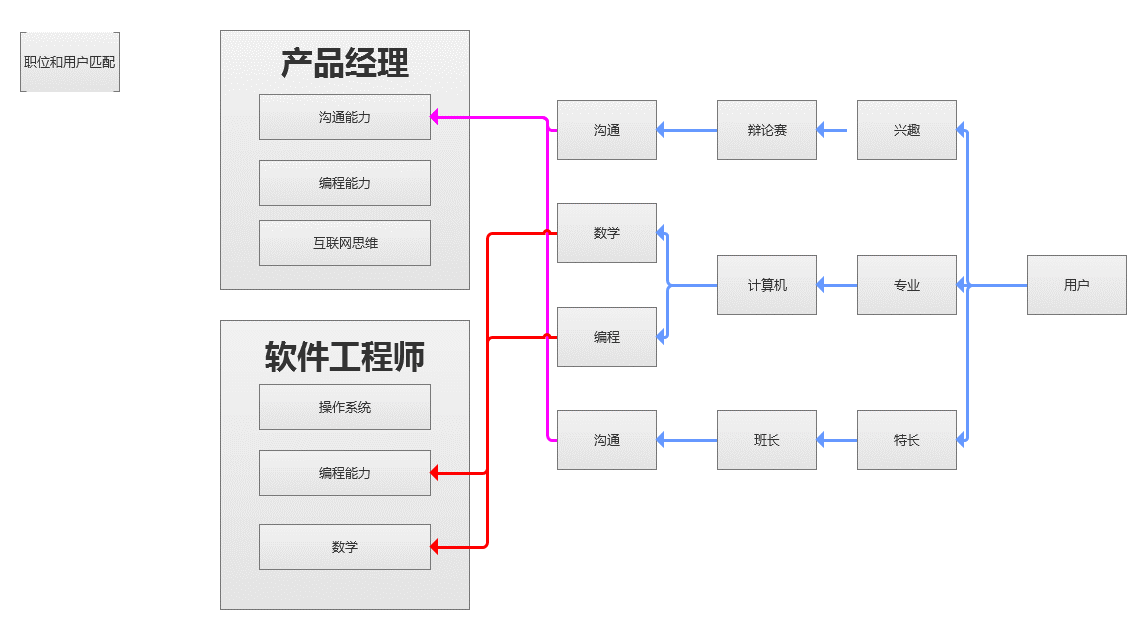 职位和用户匹配
产品经理
沟通能力
编程能力
互联网思维
软件工程师
操作系统
编程能力
数学
沟通
辩论赛
兴趣
数学
编程
计算机
专业
用户
沟通
班长
特长